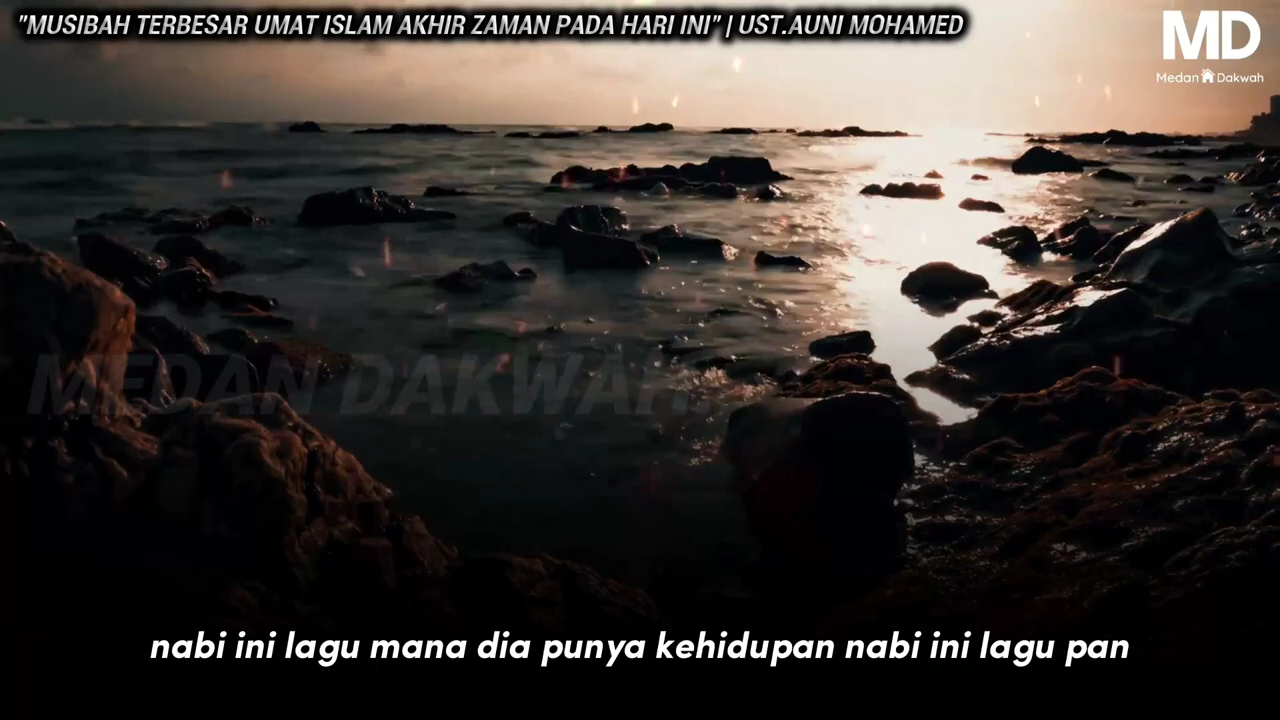 "MUSIBAH TERBESAR UMAT ISLAM AKHIR ZAMAN PADA HARI INI" | UST.AUNI MOHAMED
MD
Medan Dakwah
MEDAN DAKWAH
nabi ini lagu mana dia punya kehidupan nabi ini lagu pan